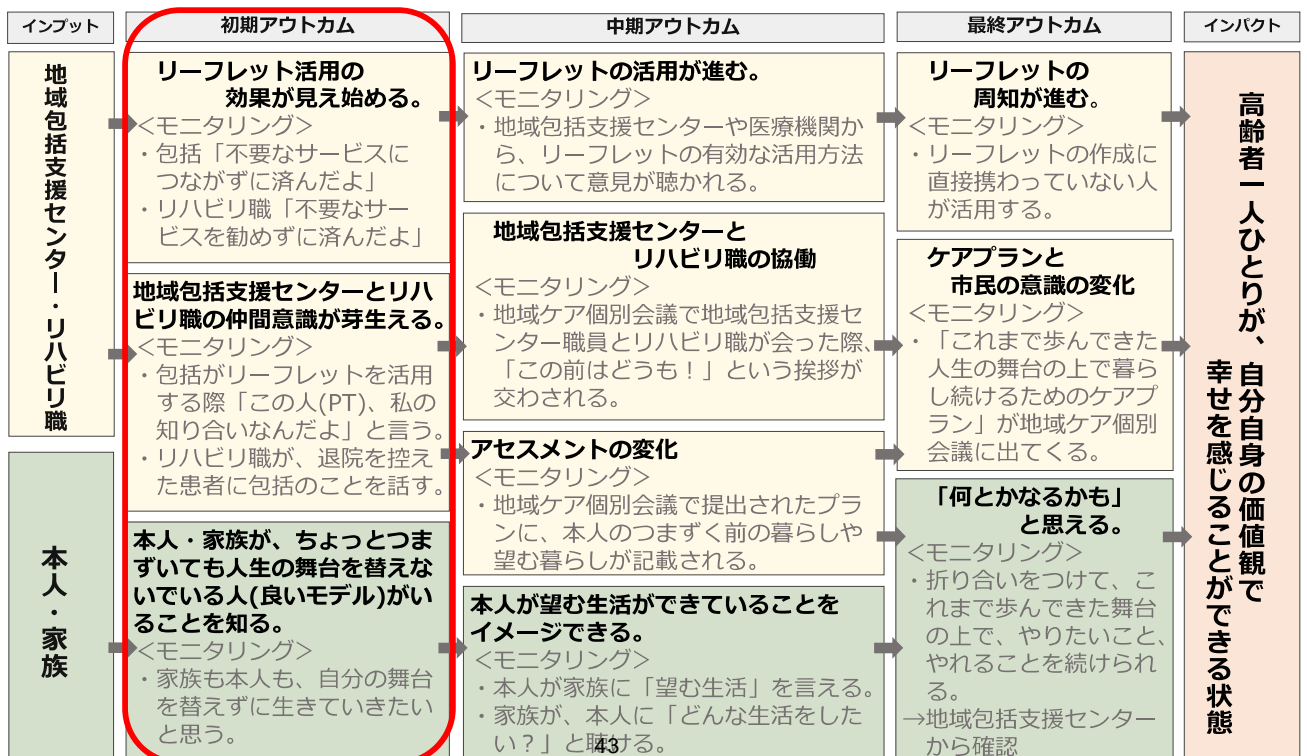 インプット
初期アウトカム
中期アウトカム
最終アウトカム
インパクト
地域包括支援センター・リハビリ職
本人・家族
リーフレット活用の
効果が見え始める。
＜モニタリング＞
・包括「不要なサービスに
つながずに済んだよ」
・リハビリ職「不要なサー
ビスを勧めずに済んだよ」
地域包括支援センターとリハ
ビリ職の仲間意識が芽生える。
＜モニタリング＞
・包括がリーフレットを活用
する際「この人(PT)、私の
知り合いなんだよ」と言う。
・リハビリ職が、退院を控え
た患者に包括のことを話す。
本人・家族が、ちょっとつま
ずいても人生の舞台を替えな
いでいる人(良いモデル)がい
ることを知る。
＜モニタリング＞
・家族も本人も、自分の舞台
を替えずに生きていきたい
と思う。
リーフレットの活用が進む。
＜モニタリング＞
・地域包括支援センターや医療機関か
ら、リーフレットの有効な活用方法
について意見が聴かれる。
地域包括支援センターと
リハビリ職の協働
＜モニタリング＞
・地域ケア個別会議で地域包括支援セ
ンター職員とリハビリ職が会った際、
「この前はどうも！」という挨拶が
交わされる。
アセスメントの変化
＜モニタリング＞
・地域ケア個別会議で提出されたプラ
ンに、本人のつまずく前の暮らしや
望む暮らしが記載される。
本人が望む生活ができていることを
イメージできる。
＜モニタリング＞
・本人が家族に「望む生活」を言える。
・家族が、本人に「どんな生活をした
い？」と聴ける。
43
リーフレットの
周知が進む。
＜モニタリング＞
・リーフレットの作成に
直接携わっていない人
が活用する。
ケアプランと
市民の意識の変化
＜モニタリング＞
・「これまで歩んできた
人生の舞台の上で暮ら
し続けるためのケアプ
ラン」が地域ケア個別
会議に出てくる。
「何とかなるかも」
と思える。
＜モニタリング＞
・折り合いをつけて、こ
れまで歩んできた舞台
の上で、やりたいこと、
やれることを続けられ
る。
→地域包括支援センター
から確認
高齢者一人ひとりが、自分自身の価値観で
幸せを感じることができる状態